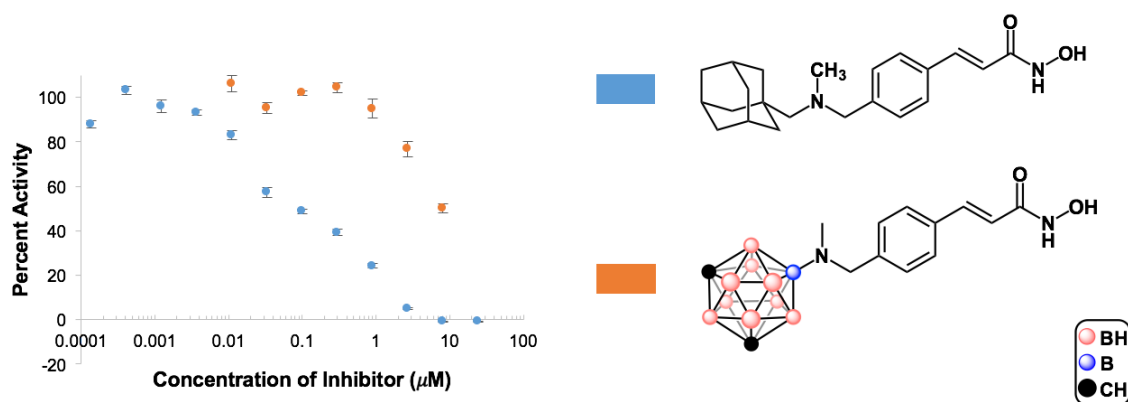 Percent Activity
100
80
60
40
20
0
-20
0.0001 0.001 0.01 0.1 1 10 100
Concentration of Inhibitor (μM)
O
CH₃
N
N
H
OH
O
N
N
H
OH
BH
B
CH